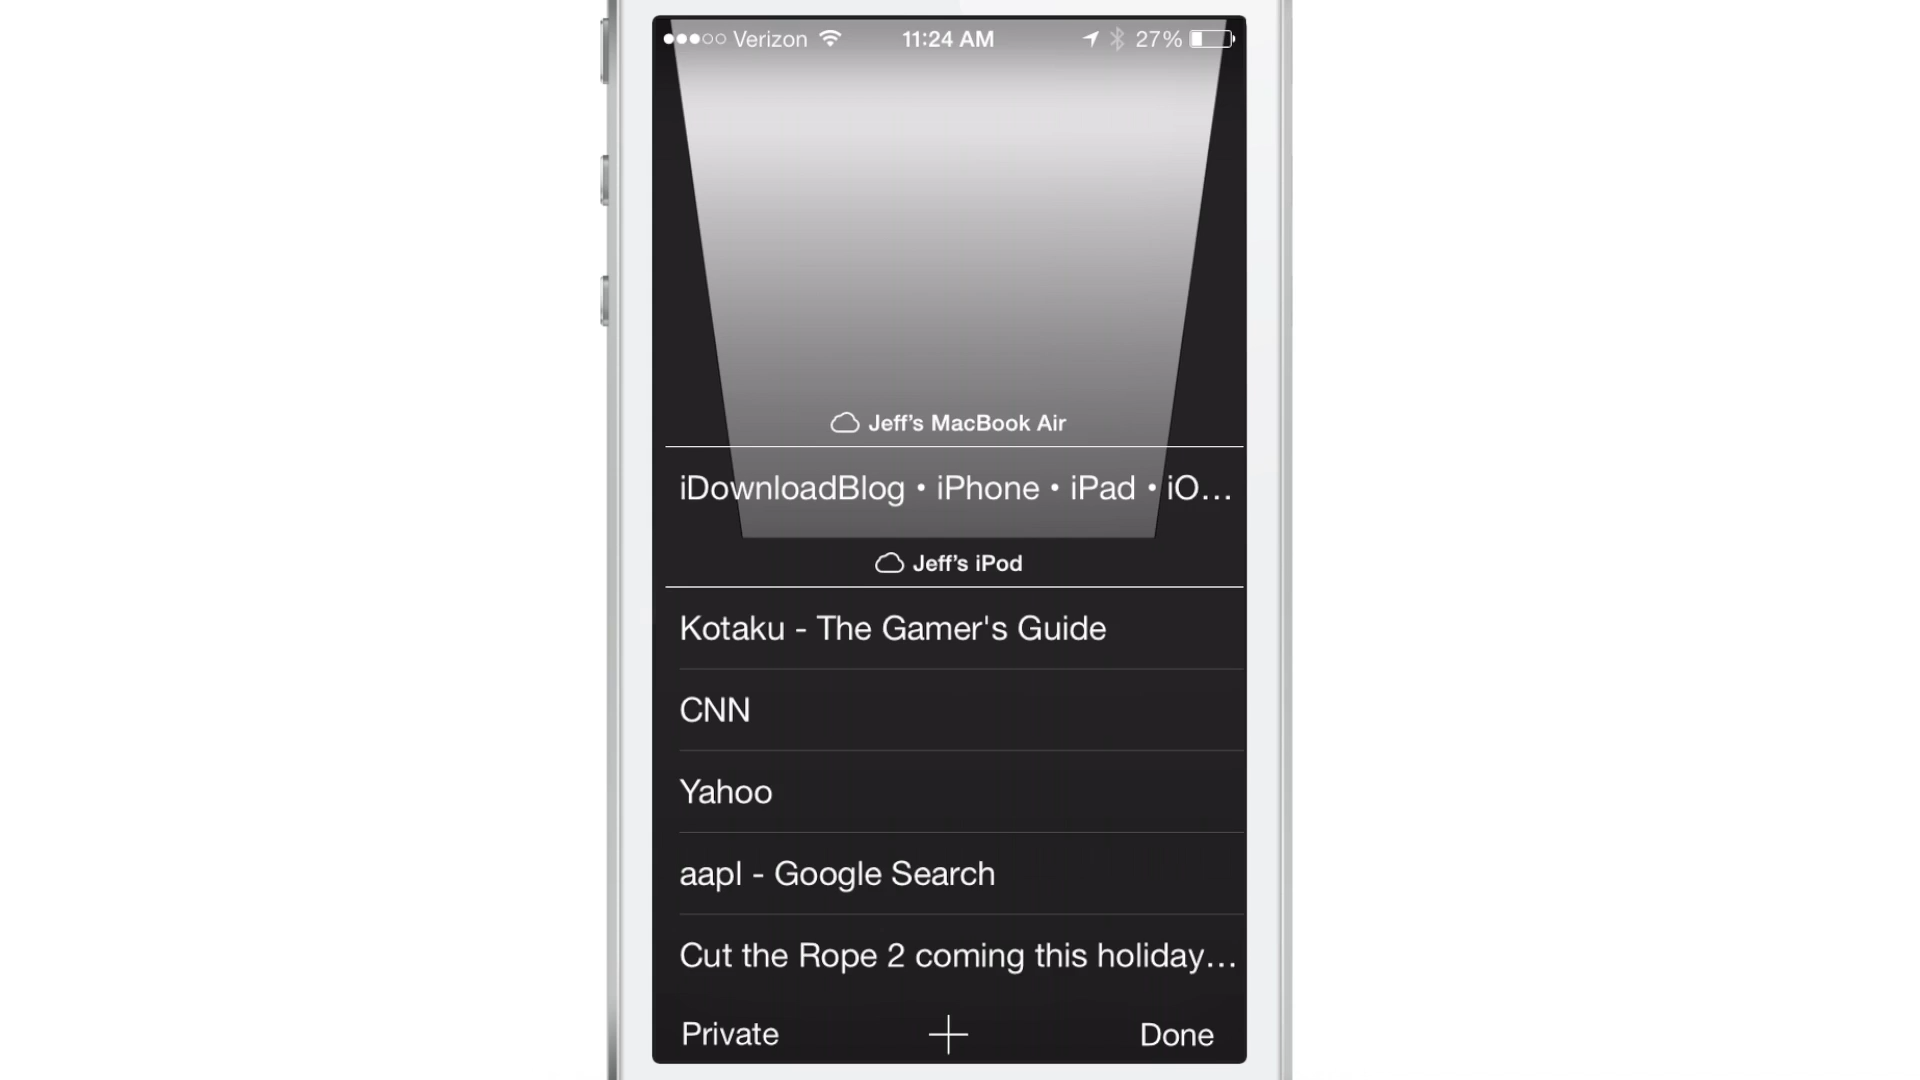 Verizon 11:24 AM 27%
Jeff's MacBook Air
iDownloadBlog • iPhone • iPad • iO...
Jeff's iPod
Kotaku - The Gamer's Guide
CNN
Yahoo
aapl - Google Search
Cut the Rope 2 coming this holiday...
Private + Done